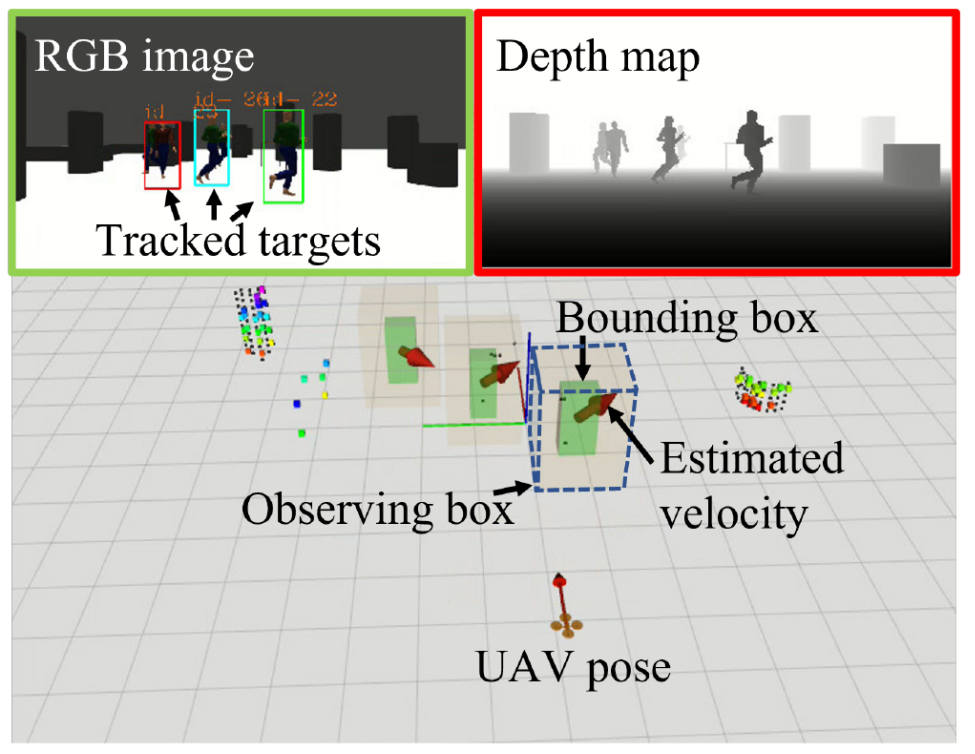 RGB image
id- 26
id- 22
id
Tracked targets
Depth map
Bounding box
Estimated
velocity
Observing box
UAV pose